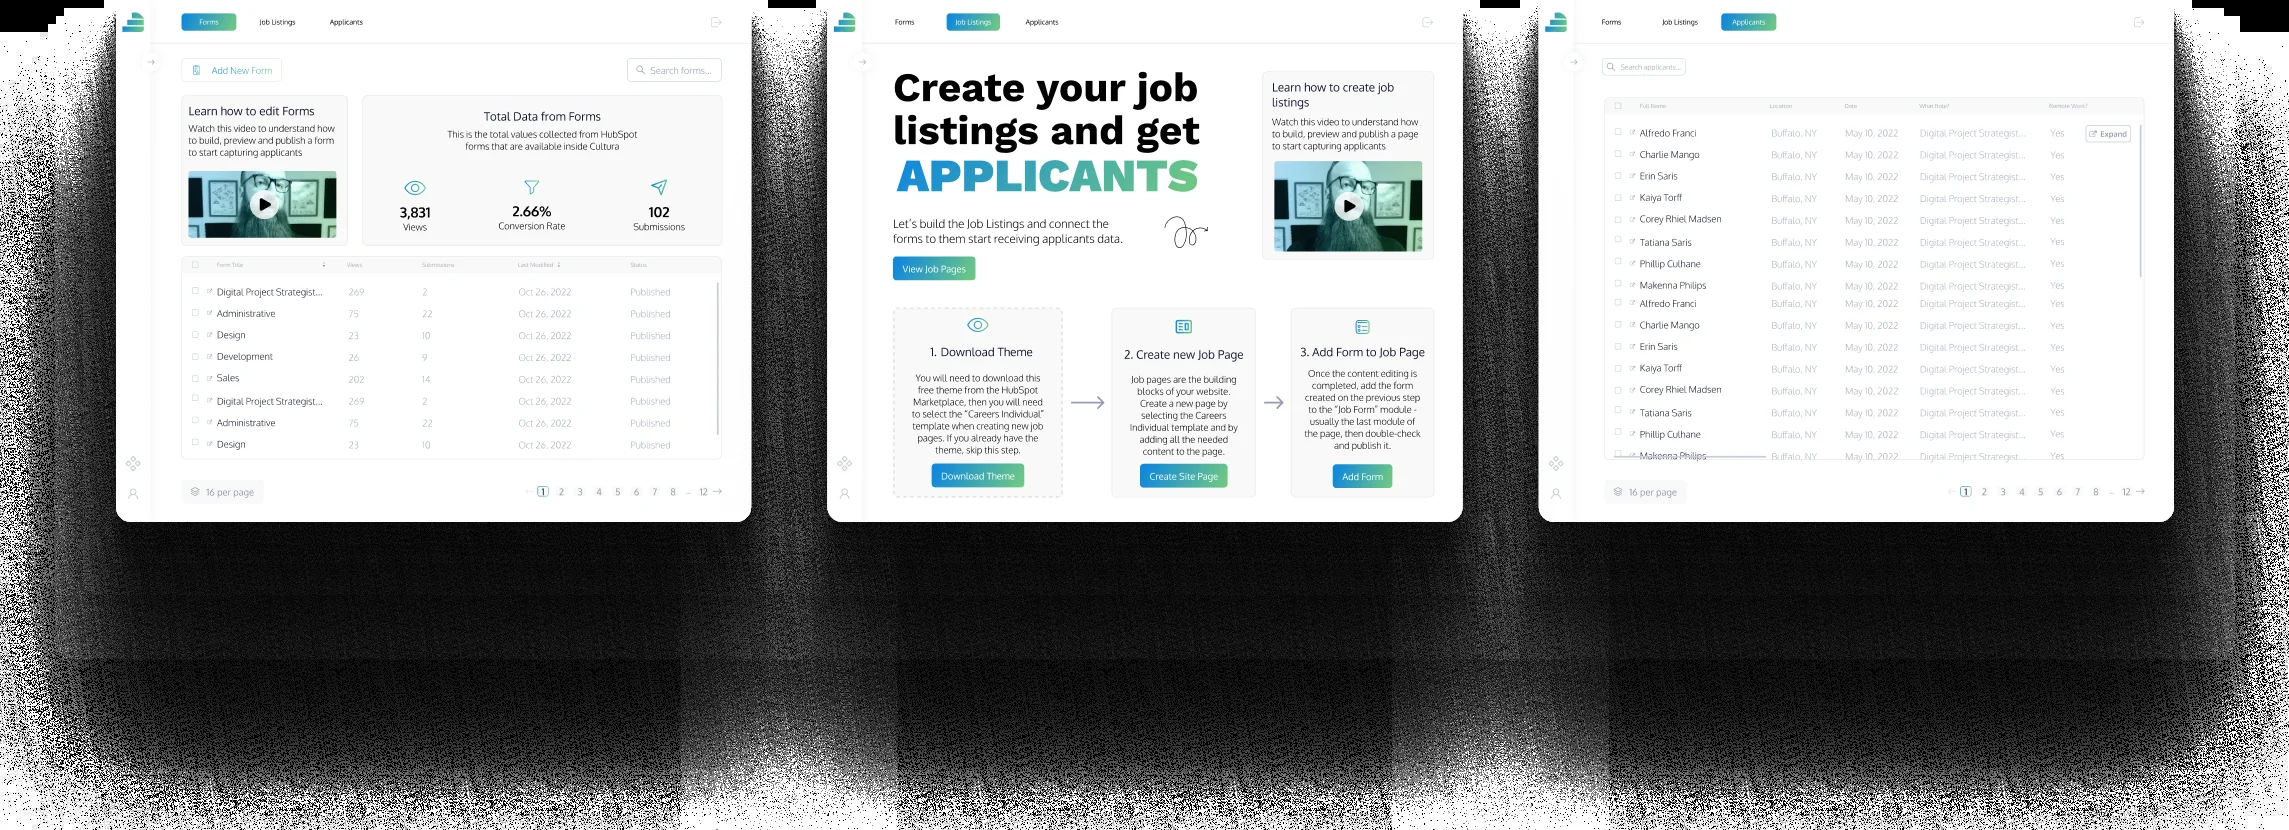 Forms Job Listings Applicants
Add New Form
Search forms...
Learn how to edit Forms
Watch this video to understand how
to build, preview and publish a form
to start capturing applicants
Total Data from Forms
This is the total values collected from HubSpot
forms that are available inside Cultura
3,831 2.66% 102
Views Conversion Rate Submissions
Form Title Views Submissions Last Modified Status
Digital Project Strategist... 269 2 Oct 26, 2022 Published
Administrative 75 22 Oct 26, 2022 Published
Design 23 10 Oct 26, 2022 Published
Development 26 9 Oct 26, 2022 Published
Sales 202 14 Oct 26, 2022 Published
Digital Project Strategist... 269 2 Oct 26, 2022 Published
Administrative 75 22 Oct 26, 2022 Published
Design 23 10 Oct 26, 2022 Published
16 per page
1 2 3 4 5 6 7 8 ... 12
Forms Job Listings Applicants
Create your job
listings and get
APPLICANTS
Let's build the Job Listings and connect the
forms to them start receiving applicants data.
View Job Pages
Learn how to create job
listings
Watch this video to understand how
to build, preview and publish a page
to start capturing applicants
1. Download Theme
You will need to download this
free theme from the HubSpot
Marketplace, then you will need
to select the "Careers Individual"
template when creating new job
pages. If you already have the
theme, skip this step.
Download Theme
2. Create new Job Page
Job pages are the building
blocks of your website.
Create a new page by
selecting the Careers
Individual template and by
adding all the needed
content to the page.
Create Site Page
3. Add Form to Job Page
Once the content editing is
completed, add the form
created on the previous step
to the "Job Form" module -
usually the last module of
the page, then double-check
and publish it.
Add Form
Forms Job Listings Applicants
Search applicants...
Full Name Location Date What Role? Remote Work?
Alfredo Franci Buffalo, NY May 10, 2022 Digital Project Strategist... Yes Expand
Charlie Mango Buffalo, NY May 10, 2022 Digital Project Strategist... Yes
Erin Saris Buffalo, NY May 10, 2022 Digital Project Strategist... Yes
Kaiya Torff Buffalo, NY May 10, 2022 Digital Project Strategist... Yes
Corey Rhiel Madsen Buffalo, NY May 10, 2022 Digital Project Strategist... Yes
Tatiana Saris Buffalo, NY May 10, 2022 Digital Project Strategist... Yes
Phillip Culhane Buffalo, NY May 10, 2022 Digital Project Strategist... Yes
Makenna Philips Buffalo, NY May 10, 2022 Digital Project Strategist... Yes
Alfredo Franci Buffalo, NY May 10, 2022 Digital Project Strategist... Yes
Charlie Mango Buffalo, NY May 10, 2022 Digital Project Strategist... Yes
Erin Saris Buffalo, NY May 10, 2022 Digital Project Strategist... Yes
Kaiya Torff Buffalo, NY May 10, 2022 Digital Project Strategist... Yes
Corey Rhiel Madsen Buffalo, NY May 10, 2022 Digital Project Strategist... Yes
Tatiana Saris Buffalo, NY May 10, 2022 Digital Project Strategist... Yes
Phillip Culhane Buffalo, NY May 10, 2022 Digital Project Strategist... Yes
Makenna Philips Buffalo, NY May 10, 2022 Digital Project Strategist... Yes
16 per page
1 2 3 4 5 6 7 8 ... 12